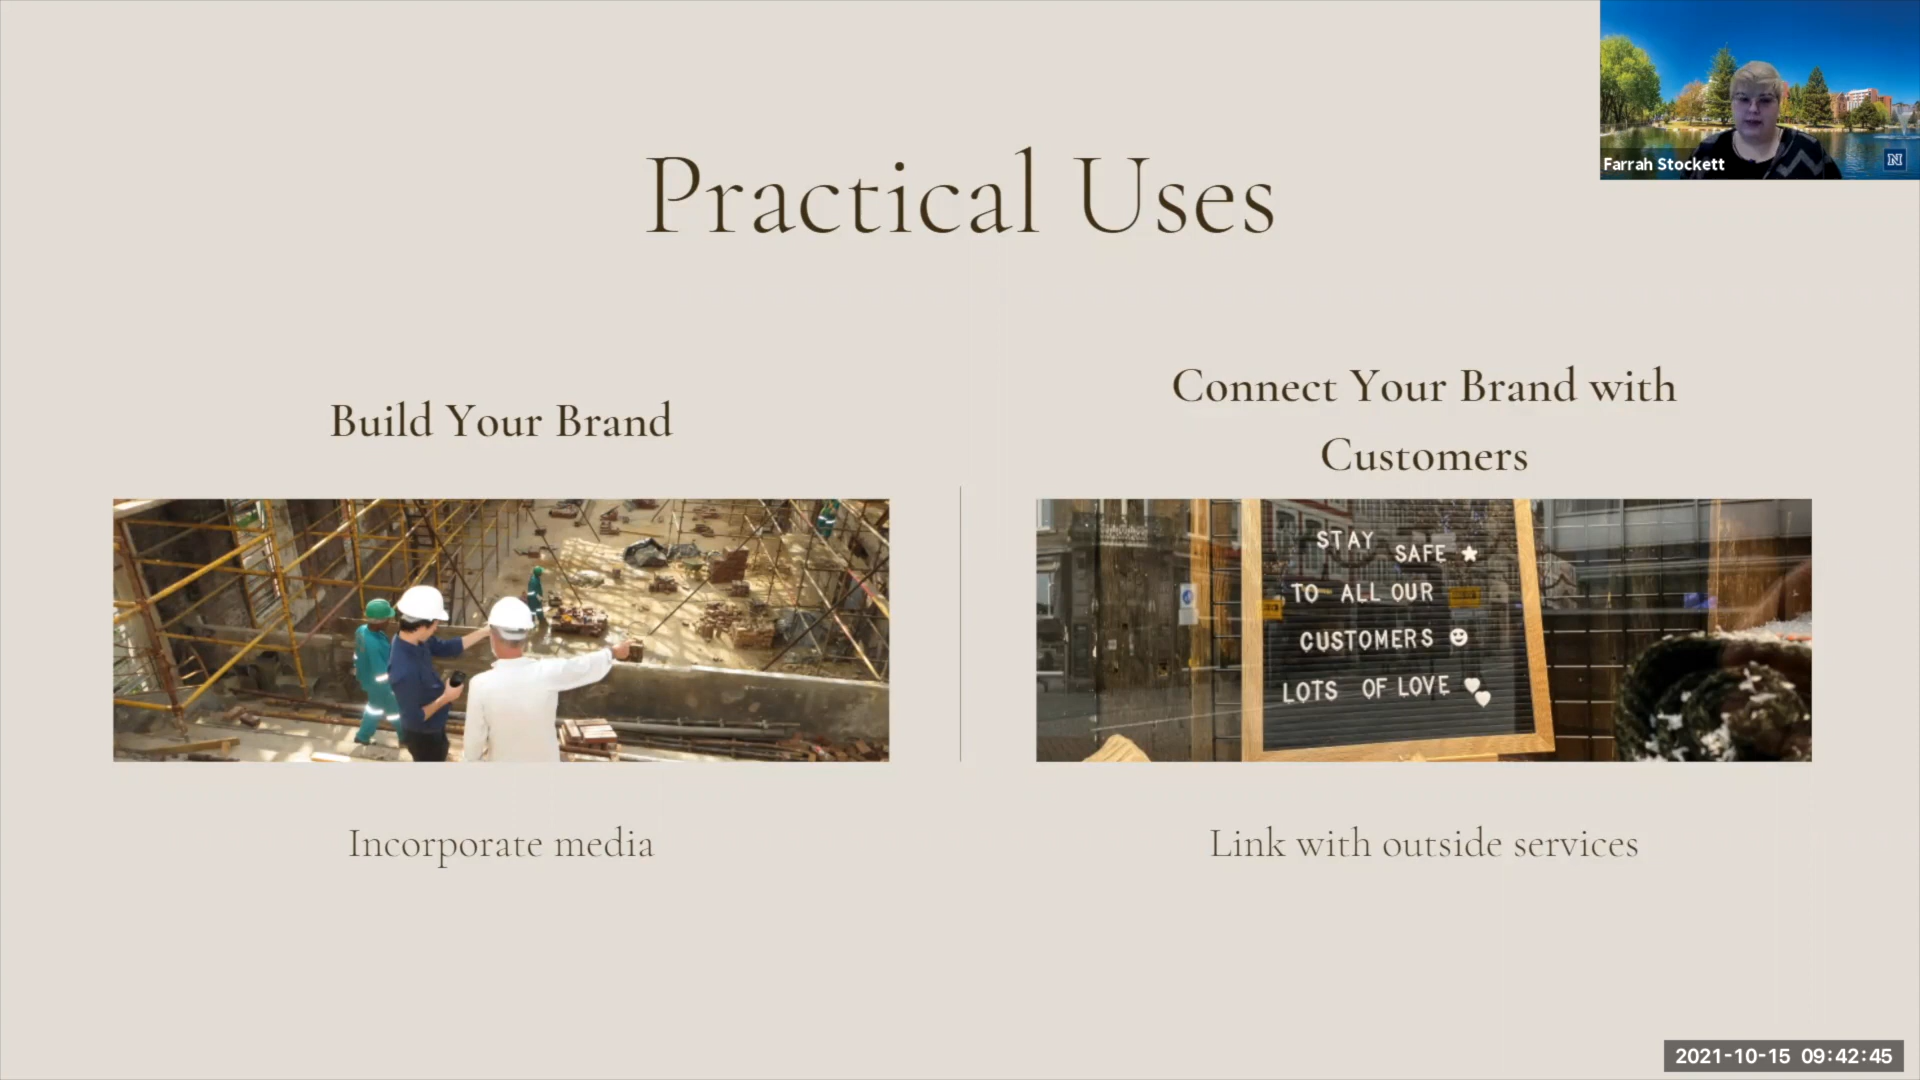 Practical Uses
Farrah Stockett
N
Build Your Brand
Connect Your Brand with
Customers
STAY SAFE
TO ALL OUR
CUSTOMERS
LOTS OF LOVE
Incorporate media
Link with outside services
2021-10-15 09:42:45